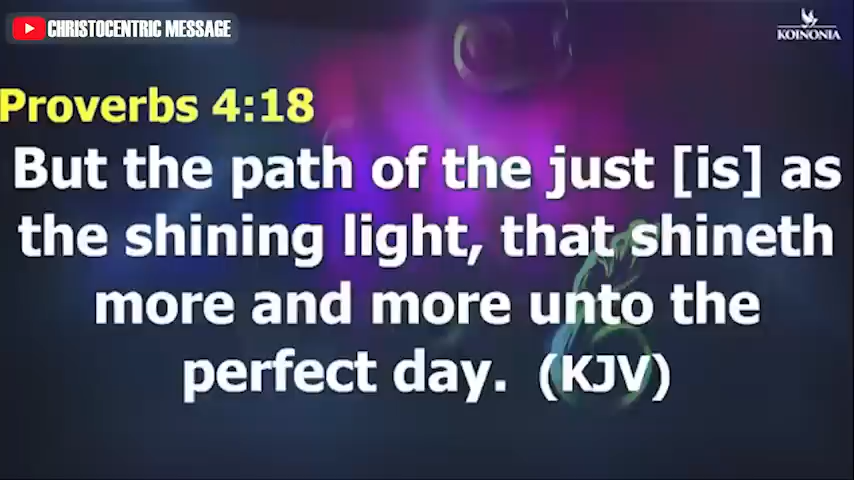 CHRISTOCENTRIC MESSAGE
KOINONIA
Proverbs 4:18
But the path of the just [is] as
the shining light, that shineth
more and more unto the
perfect day. (KJV)